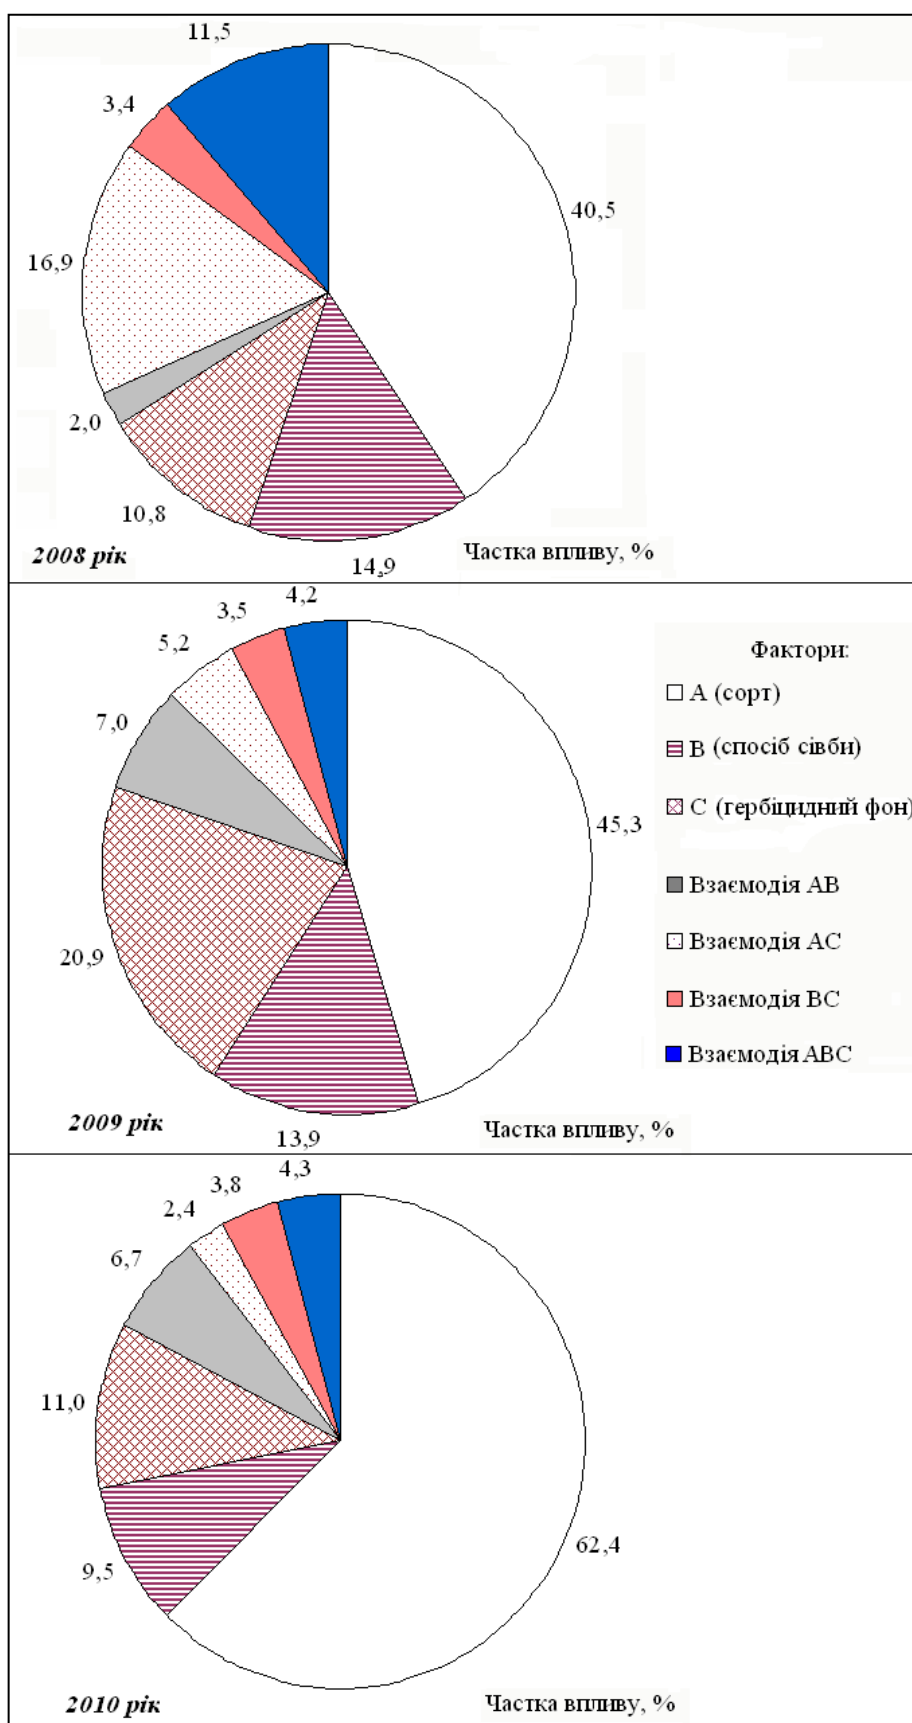 11,5
3,4
40,5
16,9
2,0
10,8
2008 рік
Частка впливу, %
14,9
4,2
3,5
5,2
7,0
Фактори:
А (сорт)
В (спосіб сівби)
С (гербіцидний фон)
45,3
Взаємодія АВ
20,9
Взаємодія АС
Взаємодія ВС
Взаємодія АВС
2009 рік
Частка впливу, %
13,9
4,3
3,8
2,4
6,7
11,0
62,4
9,5
2010 рік
Частка впливу, %